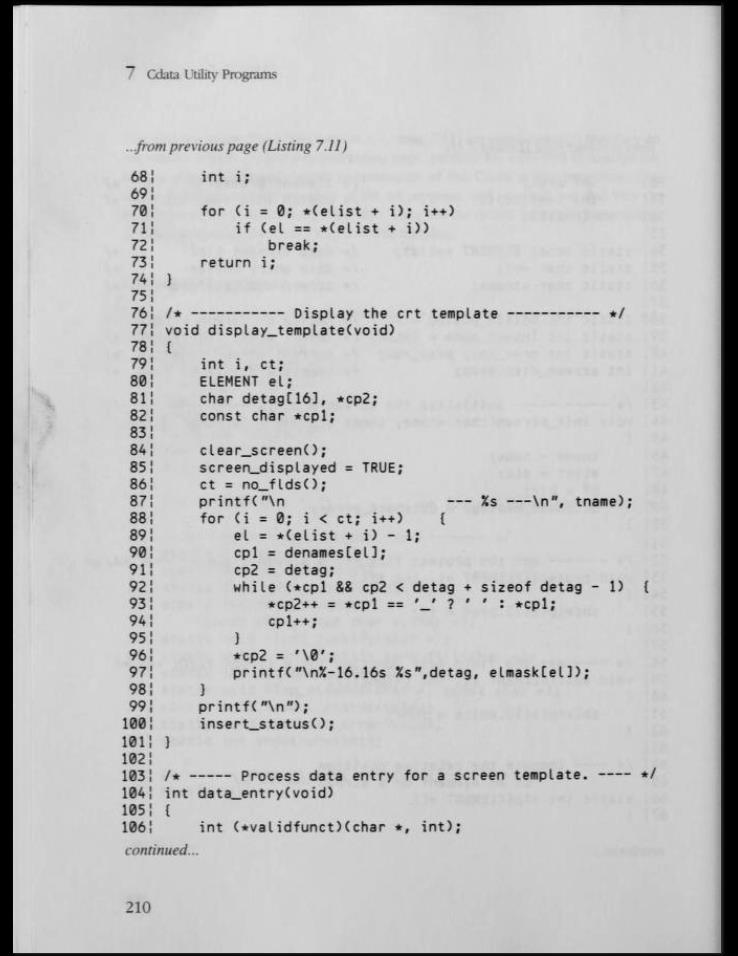 7 Cdata Utility Programs
...from previous page (Listing 7.11)
68¦     int i;
69¦
70¦     for (i = 0; *(elist + i); i++)
71¦         if (el == *(elist + i))
72¦             break;
73¦     return i;
74¦ }
75¦
76¦ /* ----------- Display the crt template ----------- */
77¦ void display_template(void)
78¦ {
79¦     int i, ct;
80¦     ELEMENT el;
81¦     char detag[16], *cp2;
82¦     const char *cp1;
83¦
84¦     clear_screen();
85¦     screen_displayed = TRUE;
86¦     ct = no_flds();
87¦     printf("\n                   --- %s ---\n", tname);
88¦     for (i = 0; i < ct; i++)    {
89¦         el = *(elist + i) - 1;
90¦         cp1 = denames[el];
91¦         cp2 = detag;
92¦         while (*cp1 && cp2 < detag + sizeof detag - 1)  {
93¦             *cp2++ = *cp1 == '_' ? ' ' : *cp1;
94¦             cp1++;
95¦         }
96¦         *cp2 = '\0';
97¦         printf("\n%-16.16s %s",detag, elmask[el]);
98¦     }
99¦     printf("\n");
100¦     insert_status();
101¦ }
102¦
103¦ /* ----- Process data entry for a screen template. ---- */
104¦ int data_entry(void)
105¦ {
106¦     int (*validfunct)(char *, int);
continued...
210